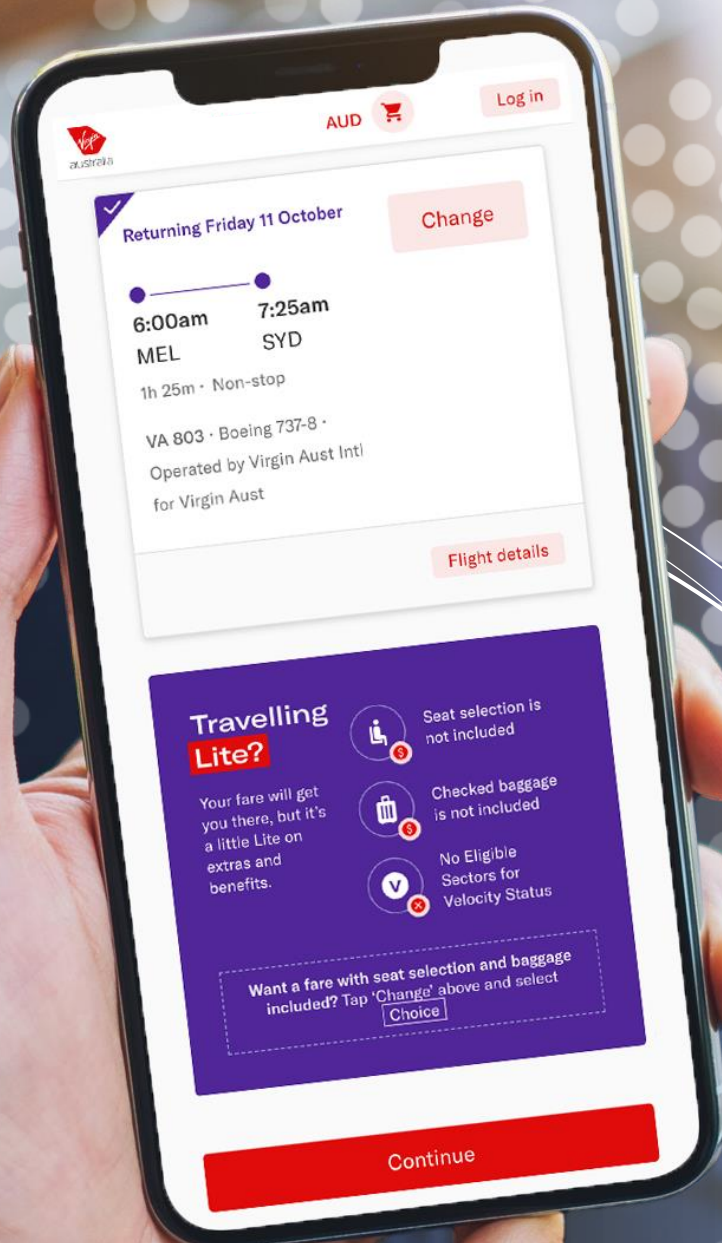 Virgin
australia
AUD
Log in
Returning Friday 11 October
Change
6:00am
7:25am
MEL
SYD
1h 25m · Non-stop
VA 803 · Boeing 737-8 ·
Operated by Virgin Aust Intl
for Virgin Aust
Flight details
Travelling
Lite?
Your fare will get
you there, but it's
a little Lite on
extras and
benefits.
$
Seat selection is
not included
$
Checked baggage
is not included
V
No Eligible
Sectors for
Velocity Status
Want a fare with seat selection and baggage
included? Tap 'Change' above and select
Choice
Continue